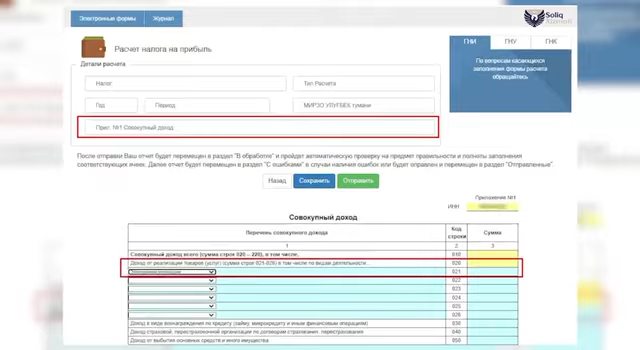 Электронные формы
Журнал
Soliq
Расчет налога на прибыль
Детали расчета
Налог
Тип Расчета
Год
Период
МИРЗО УЛУГБЕК тумани
Прил. №1 Совокупный доход
ГНИ
ГНУ
ГНК
По вопросам касающиеся
заполнения формы расчета
обращайтесь
После отправки Ваш отчет будет перемещен в раздел "В обработке" и пройдет автоматическую проверку на предмет правильности и полноты заполнения
соответствующих ячеек. Далее отчет будет перемещен в раздел "С ошибками" в случаи наличия ошибок или будет оправлен и перемещен в раздел "Отправленные".
Назад
Сохранить
Отправить
Приложение №1
ИНН
Совокупный доход
Перечень совокупного дохода
Код
строки
Сумма
1
2
3
Совокупный доход всего (сумма строк 020 – 220), в том числе,
010
Доход от реализации товаров (услуг) (сумма строк 021-026) в том числе по видам деятельности...
020
021
022
023
024
025
026
Доход в виде вознаграждения по кредиту (займу, микрокредиту и иным финансовым операциям)
030
Доход страховой, перестраховочной организации по договорам страхования, перестрахования
040
Доход от выбытия основных средств и иного имущества
050